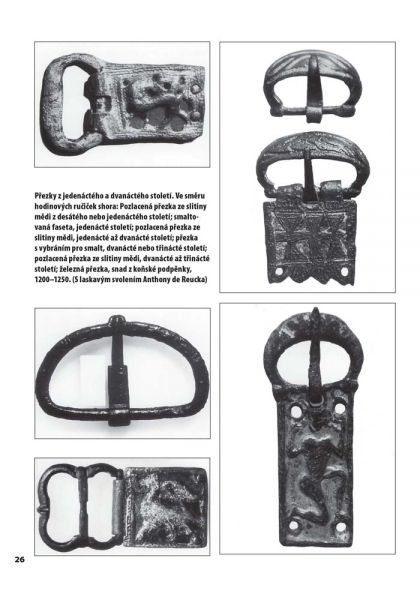 Přezky z jedenáctého a dvanáctého století. Ve směru
hodinových ručiček shora: Pozlacená přezka ze slitiny
mědi z desátého nebo jedenáctého století; smalto-
vaná faseta, jedenácté století; pozlacená přezka ze
slitiny mědi, jedenácté až dvanácté století; přezka
s vybráním pro smalt, dvanácté nebo třinácté století;
pozlacená přezka ze slitiny mědi, dvanácté až třinácté
století; železná přezka, snad z koňské podpěnky,
1200–1250. (S laskavým svolením Anthony de Reucka)
26